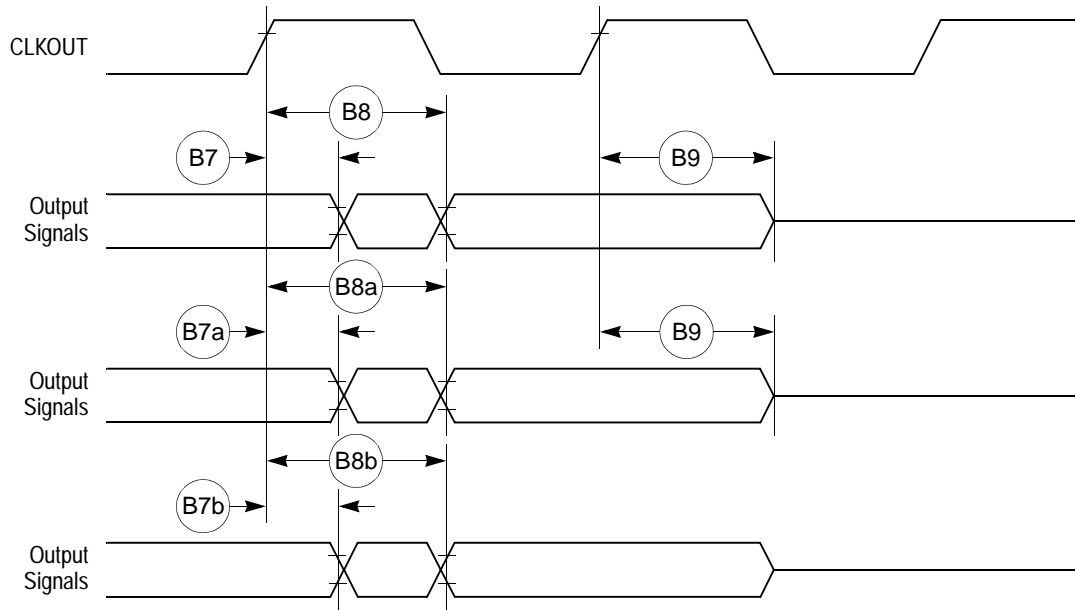 CLKOUT
B8
B7
B9
Output
Signals
B8a
B7a
B9
Output
Signals
B8b
B7b
Output
Signals